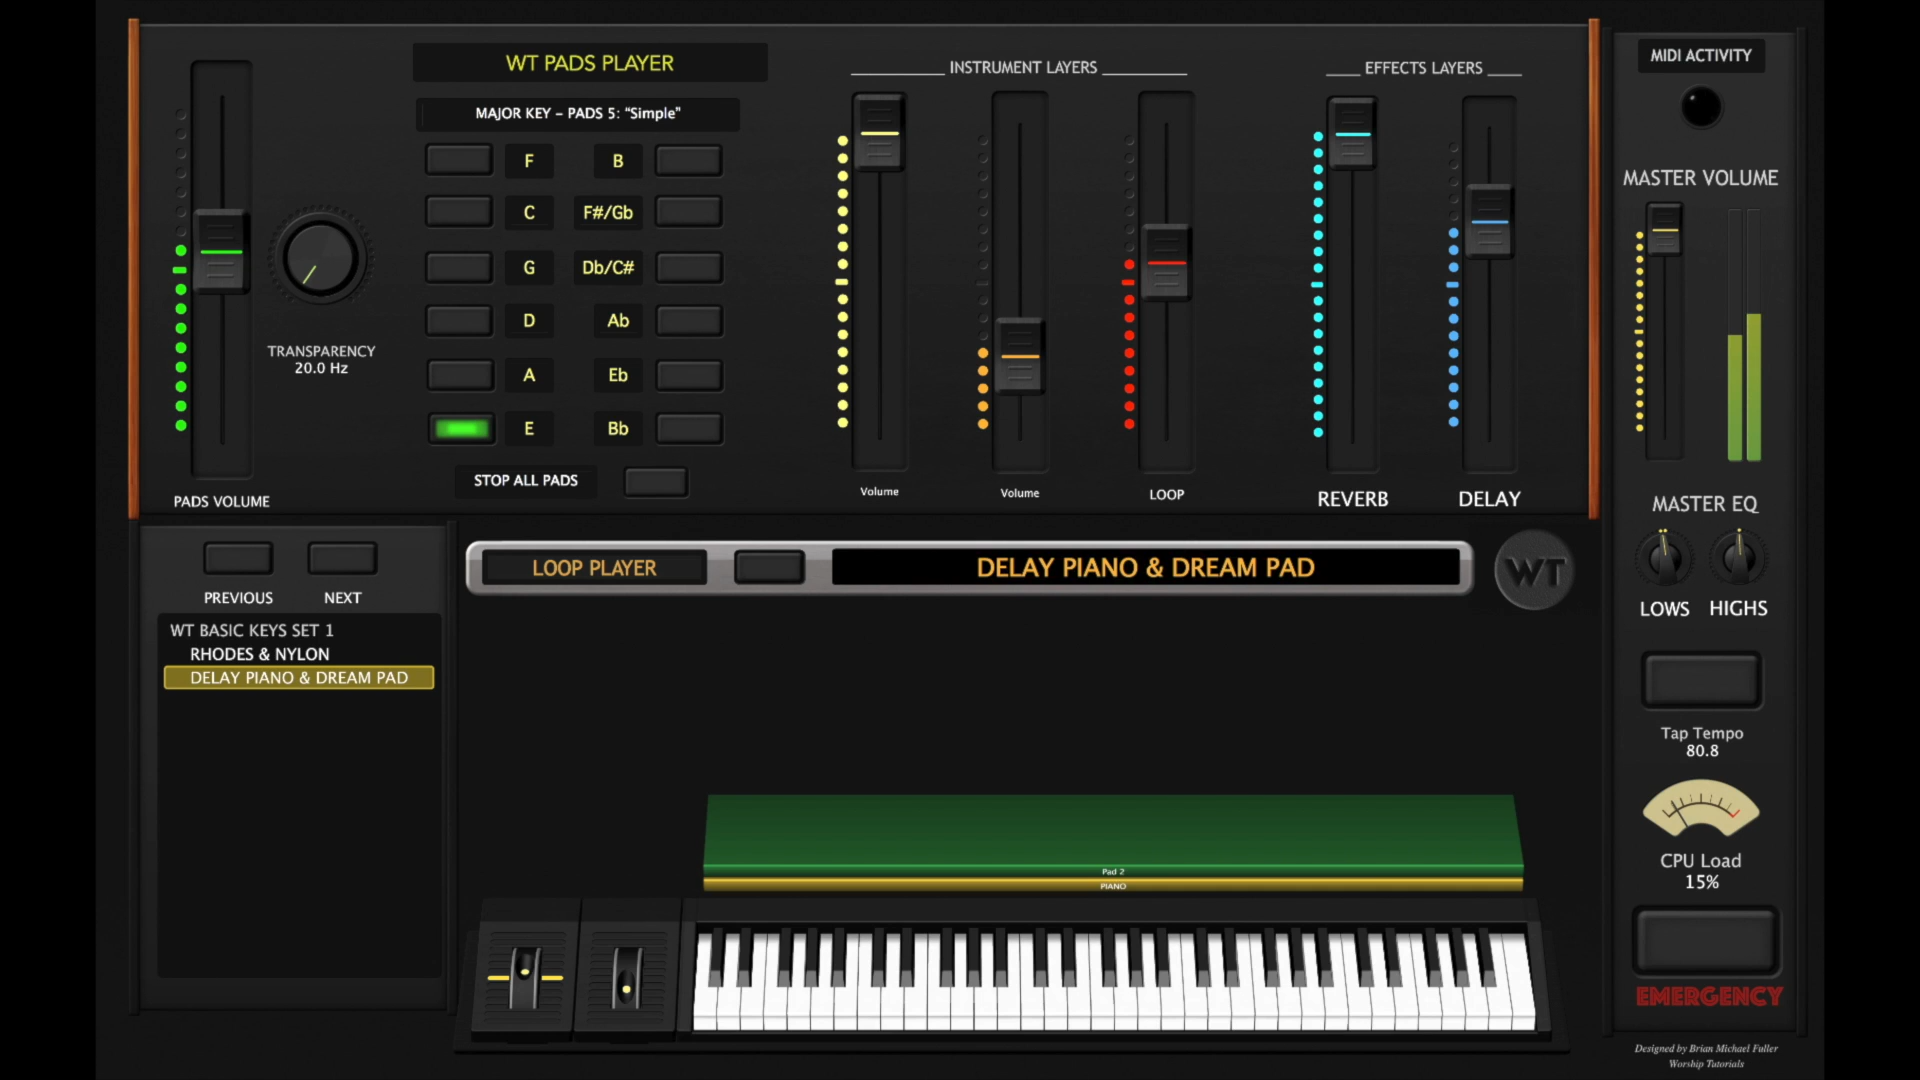 WT PADS PLAYER
MAJOR KEY – PADS 5: "Simple"
F B
C F#/Gb
G Db/C#
D Ab
A Eb
E Bb
STOP ALL PADS
TRANSPARENCY
20.0 Hz
PADS VOLUME
INSTRUMENT LAYERS
Volume
Volume
LOOP
EFFECTS LAYERS
REVERB
DELAY
MIDI ACTIVITY
MASTER VOLUME
MASTER EQ
LOWS HIGHS
Tap Tempo
80.8
CPU Load
15%
EMERGENCY
Designed by Brian Michael Fuller
Worship Tutorials
PREVIOUS NEXT
WT BASIC KEYS SET 1
RHODES & NYLON
DELAY PIANO & DREAM PAD
LOOP PLAYER
DELAY PIANO & DREAM PAD
WT
Pad 2
PIANO